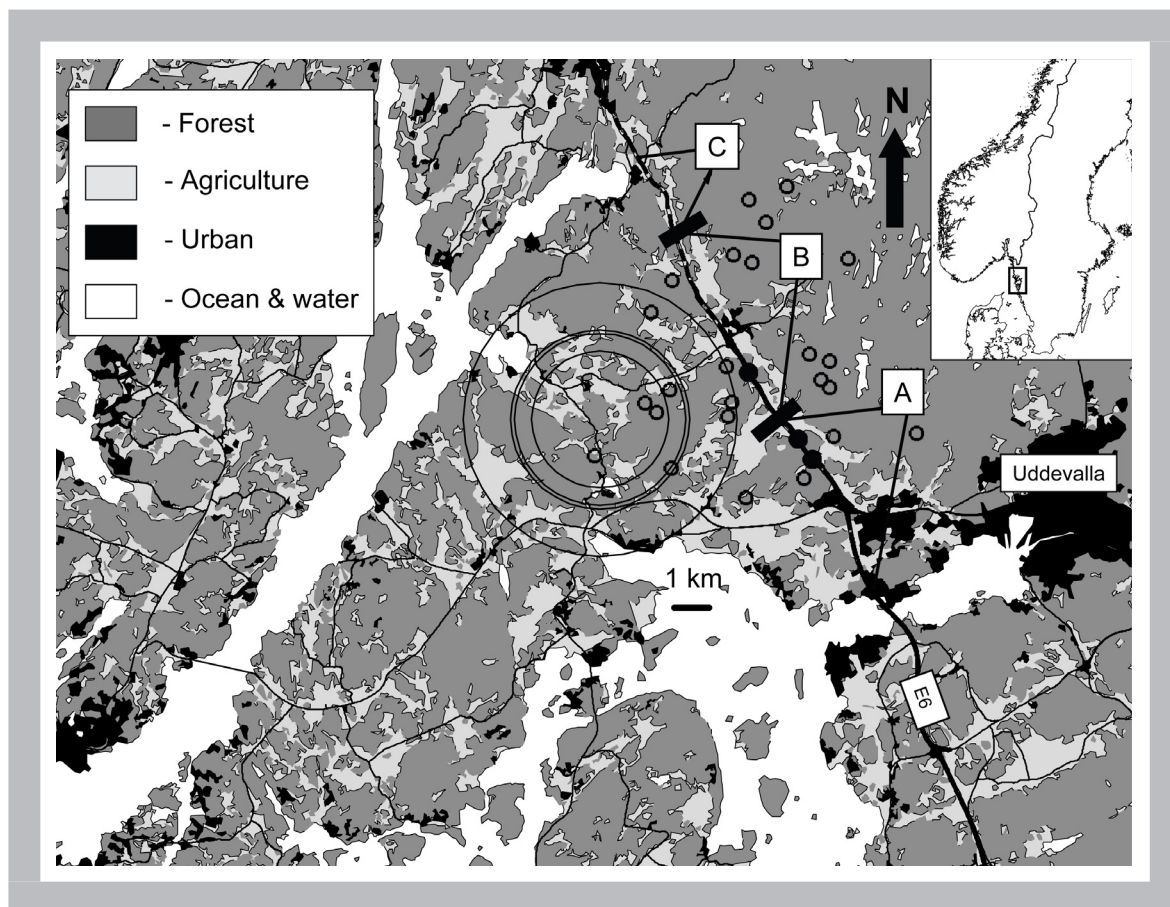 - Forest
- Agriculture
- Urban
- Ocean & water
C
N
B
A
Uddevalla
1 km
E6